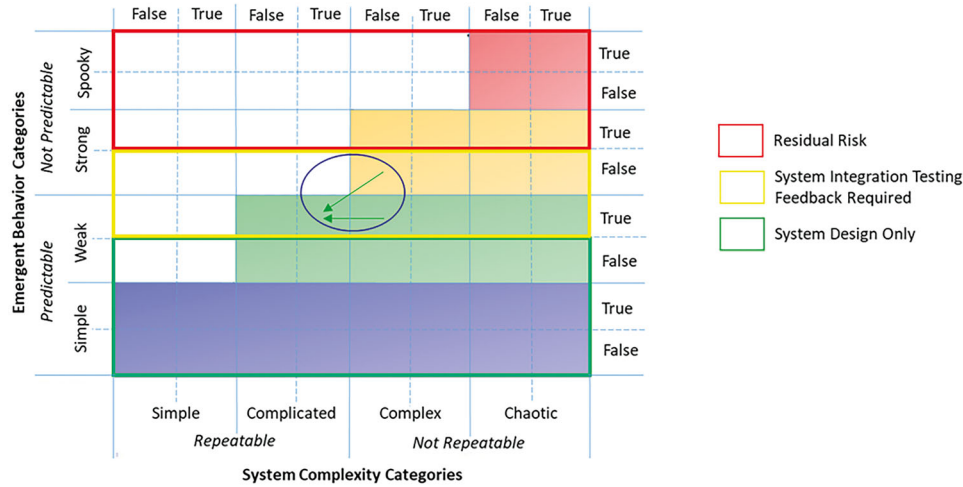 False True False True False True False True
Emergent Behavior Categories
Not Predictable
Predictable
Spooky
Strong
Weak
Simple
True
False
True
False
True
False
True
False
Residual Risk
System Integration Testing
Feedback Required
System Design Only
Simple Complicated Complex Chaotic
Repeatable Not Repeatable
System Complexity Categories